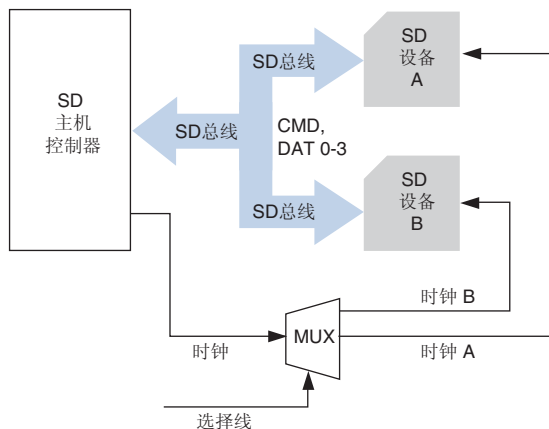 SD
主机
控制器
SD总线
SD总线
CMD,
DAT 0-3
SD总线
SD
设备
A
SD
设备
B
时钟
MUX
时钟 B
时钟 A
选择线